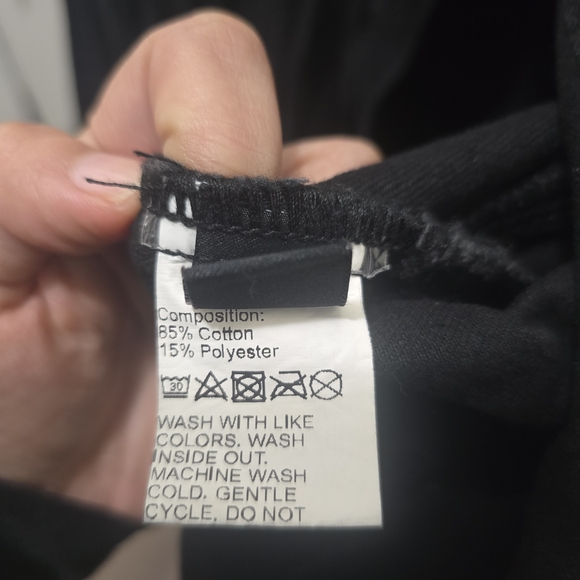 Composition:
85% Cotton
15% Polyester
30
WASH WITH LIKE
COLORS. WASH
INSIDE OUT.
MACHINE WASH
COLD. GENTLE
CYCLE, DO NOT